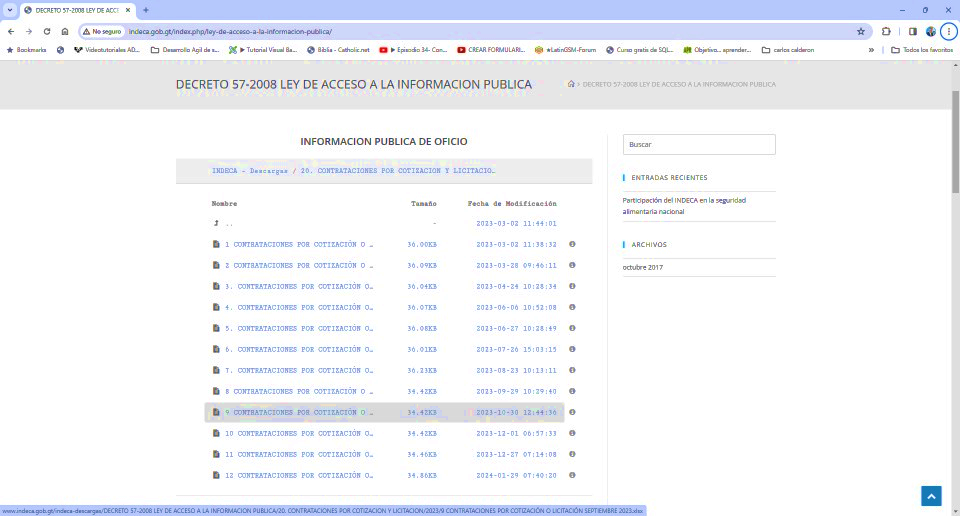 DECRETO 57-2008 LEY DE ACCES
No seguro indeca.gob.gt/index.php/ley-de-acceso-a-la-informacion-publica/
Bookmarks Videotutoriales AD... Desarrollo Agil de s... Tutorial Visual Ba... Biblia - Catholic.net Episodio 34- Con... CREAR FORMULARI... ★LatinGSM-Forum Curso gratis de SQL... Objetivo... aprender... carlos calderon » Todos los favoritos
DECRETO 57-2008 LEY DE ACCESO A LA INFORMACION PUBLICA
› DECRETO 57-2008 LEY DE ACCESO A LA INFORMACION PUBLICA
INFORMACION PUBLICA DE OFICIO
INDECA - Descargas / 20. CONTRATACIONES POR COTIZACION Y LICITACIO…
Nombre Tamaño Fecha de Modificación
.. - 2023-03-02 11:44:01
1 CONTRATACIONES POR COTIZACIÓN O … 36.00KB 2023-03-02 11:38:32
2 CONTRATACIONES POR COTIZACIÓN O … 36.09KB 2023-03-28 09:46:11
3. CONTRATACIONES POR COTIZACIÓN O… 36.04KB 2023-04-24 10:28:34
4. CONTRATACIONES POR COTIZACIÓN O… 36.07KB 2023-06-06 10:52:08
5. CONTRATACIONES POR COTIZACIÓN O… 36.08KB 2023-06-27 10:28:49
6. CONTRATACIONES POR COTIZACIÓN O… 36.01KB 2023-07-26 15:03:15
7. CONTRATACIONES POR COTIZACIÓN O… 36.23KB 2023-08-23 10:13:11
8 CONTRATACIONES POR COTIZACIÓN O … 34.42KB 2023-09-29 10:29:40
9 CONTRATACIONES POR COTIZACIÓN O … 34.42KB 2023-10-30 12:44:36
10 CONTRATACIONES POR COTIZACIÓN O… 34.42KB 2023-12-01 06:57:33
11 CONTRATACIONES POR COTIZACIÓN O… 34.46KB 2023-12-27 07:14:08
12 CONTRATACIONES POR COTIZACIÓN O… 34.86KB 2024-01-29 07:40:20
Buscar
ENTRADAS RECIENTES
Participación del INDECA en la seguridad
alimentaria nacional
ARCHIVOS
octubre 2017
www.indeca.gob.gt/indeca-descargas/DECRETO 57-2008 LEY DE ACCESO A LA INFORMACION PUBLICA/20. CONTRATACIONES POR COTIZACION Y LICITACION/2023/9 CONTRATACIONES POR COTIZACIÓN O LICITACIÓN SEPTIEMBRE 2023.xlsx